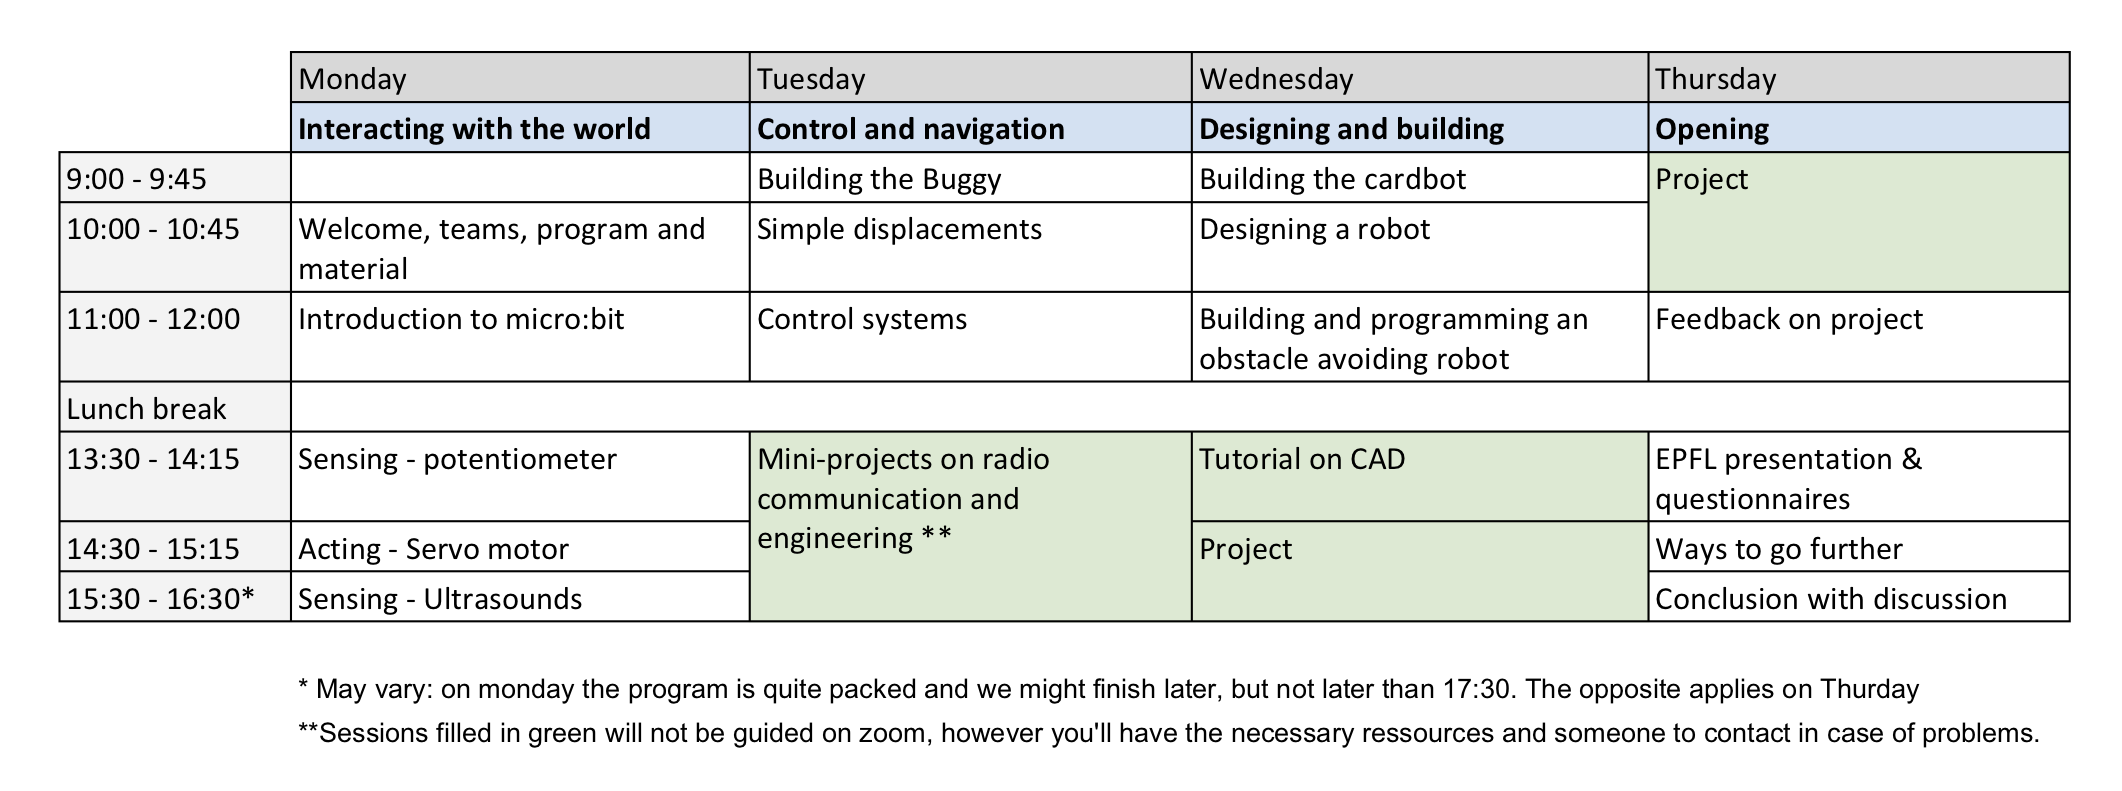 Monday Tuesday Wednesday Thursday
Interacting with the world Control and navigation Designing and building Opening
9:00 - 9:45 Building the Buggy Building the cardbot Project
10:00 - 10:45 Welcome, teams, program and Simple displacements Designing a robot
material
11:00 - 12:00 Introduction to micro:bit Control systems Building and programming an Feedback on project
obstacle avoiding robot
Lunch break
13:30 - 14:15 Sensing - potentiometer Mini-projects on radio Tutorial on CAD EPFL presentation &
communication and questionnaires
14:30 - 15:15 Acting - Servo motor engineering ** Project Ways to go further
15:30 - 16:30* Sensing - Ultrasounds Conclusion with discussion
* May vary: on monday the program is quite packed and we might finish later, but not later than 17:30. The opposite applies on Thurday
**Sessions filled in green will not be guided on zoom, however you'll have the necessary ressources and someone to contact in case of problems.